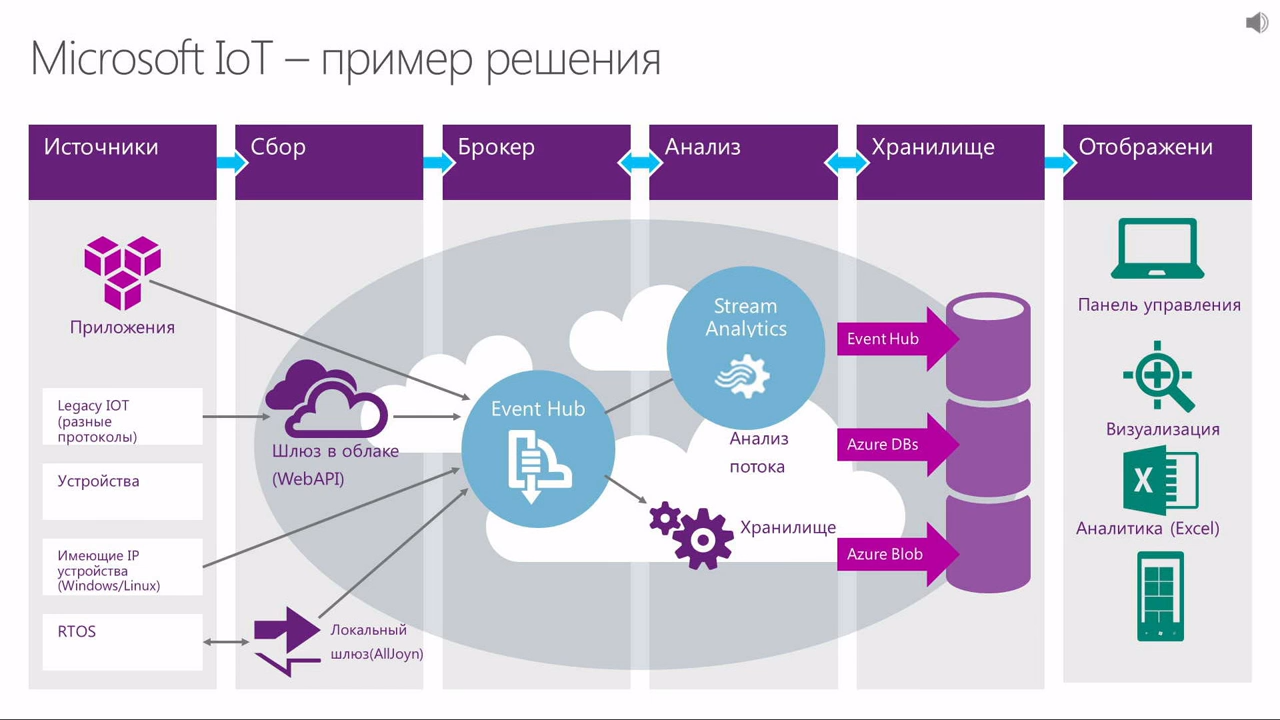 Microsoft IoT – пример решения
Источники
Сбор
Брокер
Анализ
Хранилище
Отображени
Приложения
Legacy IOT
(разные
протоколы)
Устройства
Имеющие IP
устройства
(Windows/Linux)
RTOS
Шлюз в облаке
(WebAPI)
Локальный
шлюз(AllJoyn)
Event Hub
Stream
Analytics
Анализ
потока
Хранилище
Event Hub
Azure DBs
Azure Blob
Панель управления
Визуализация
X
Аналитика (Excel)